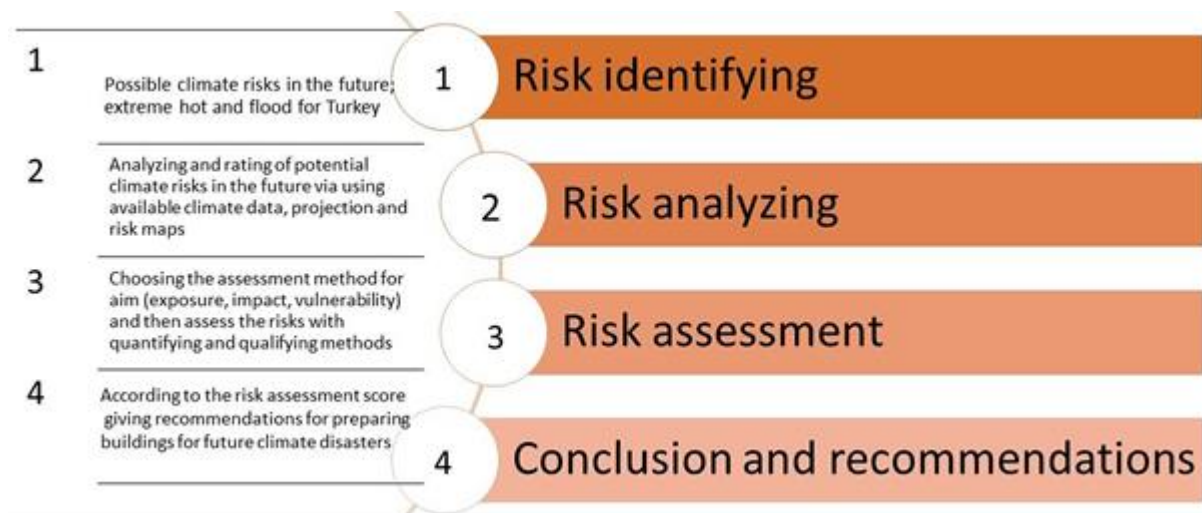 1
Possible climate risks in the future;
extreme hot and flood for Turkey
1
Risk identifying
2
Analyzing and rating of potential
climate risks in the future via using
available climate data, projection and
risk maps
2
Risk analyzing
3
Choosing the assessment method for
aim (exposure, impact, vulnerability)
and then assess the risks with
quantifying and qualifying methods
3
Risk assessment
4
According to the risk assessment score
giving recommendations for preparing
buildings for future climate disasters
4
Conclusion and recommendations